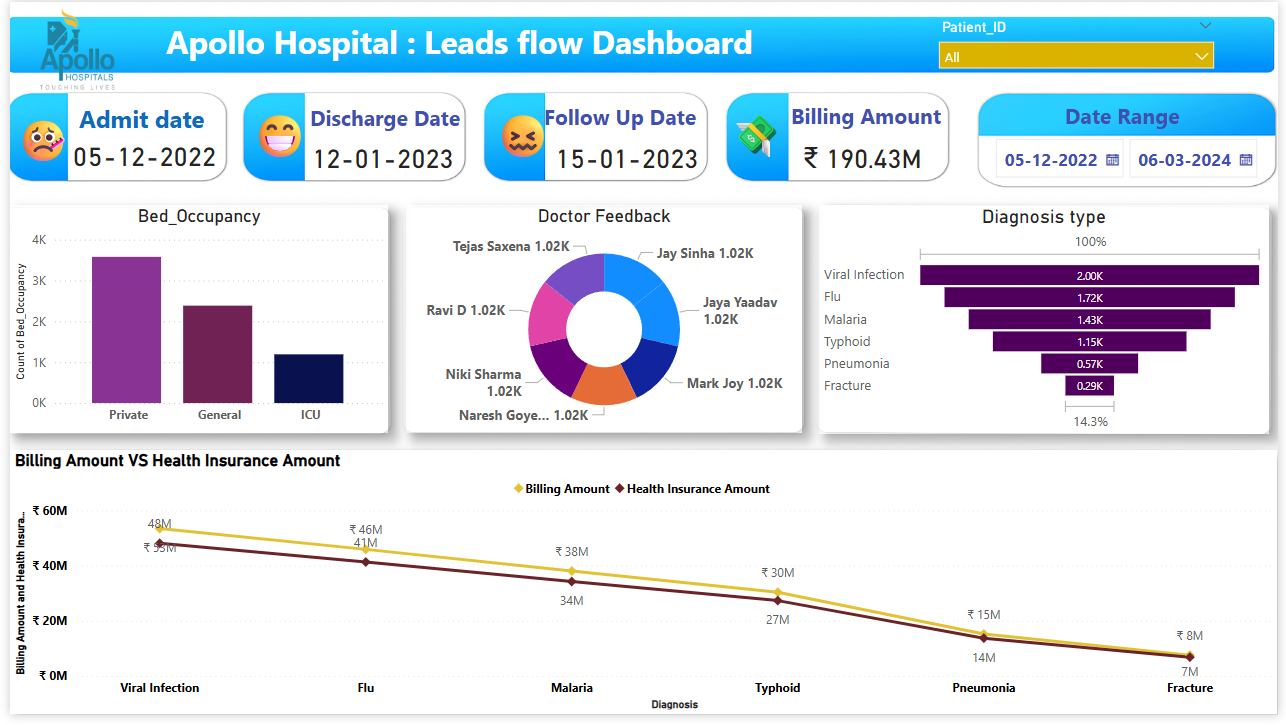 Apollo
HOSPITALS
TOUCHING LIVES
Apollo Hospital : Leads flow Dashboard
Patient_ID
All
Admit date
05-12-2022
Discharge Date
12-01-2023
Follow Up Date
15-01-2023
Billing Amount
₹ 190.43M
Date Range
05-12-2022 06-03-2024
Bed_Occupancy
Count of Bed_Occupancy
4K
3K
2K
1K
0K
Private General ICU
Doctor Feedback
Tejas Saxena 1.02K
Jay Sinha 1.02K
Ravi D 1.02K
Jaya Yaadav
1.02K
Niki Sharma
1.02K
Mark Joy 1.02K
Naresh Goye... 1.02K
Diagnosis type
100%
Viral Infection 2.00K
Flu 1.72K
Malaria 1.43K
Typhoid 1.15K
Pneumonia 0.57K
Fracture 0.29K
14.3%
Billing Amount VS Health Insurance Amount
Billing Amount Health Insurance Amount
Billing Amount and Health Insura...
₹ 60M
₹ 40M
₹ 20M
₹ 0M
48M
₹ 53M
₹ 46M
41M
₹ 38M
34M
₹ 30M
27M
₹ 15M
14M
₹ 8M
7M
Viral Infection Flu Malaria Typhoid Pneumonia Fracture
Diagnosis